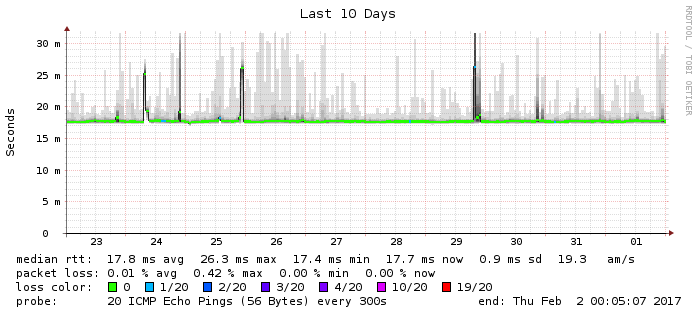 Last 10 Days
RRDTOOL / TOBI OETIKER
Seconds
30 m
25 m
20 m
15 m
10 m
5 m
0
23 24 25 26 27 28 29 30 31 01
median rtt: 17.8 ms avg 26.3 ms max 17.4 ms min 17.7 ms now 0.9 ms sd 19.3 am/s
packet loss: 0.01 % avg 0.42 % max 0.00 % min 0.00 % now
loss color: 0 1/20 2/20 3/20 4/20 10/20 19/20
probe: 20 ICMP Echo Pings (56 Bytes) every 300s end: Thu Feb 2 00:05:07 2017